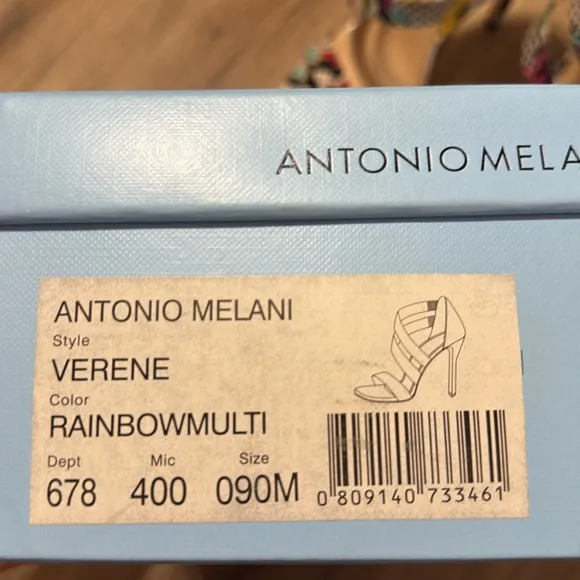 ANTONIO MELA
ANTONIO MELANI
Style
VERENE
Color
RAINBOWMULTI
Dept Mic Size
678 400 090M
0 809140 733461